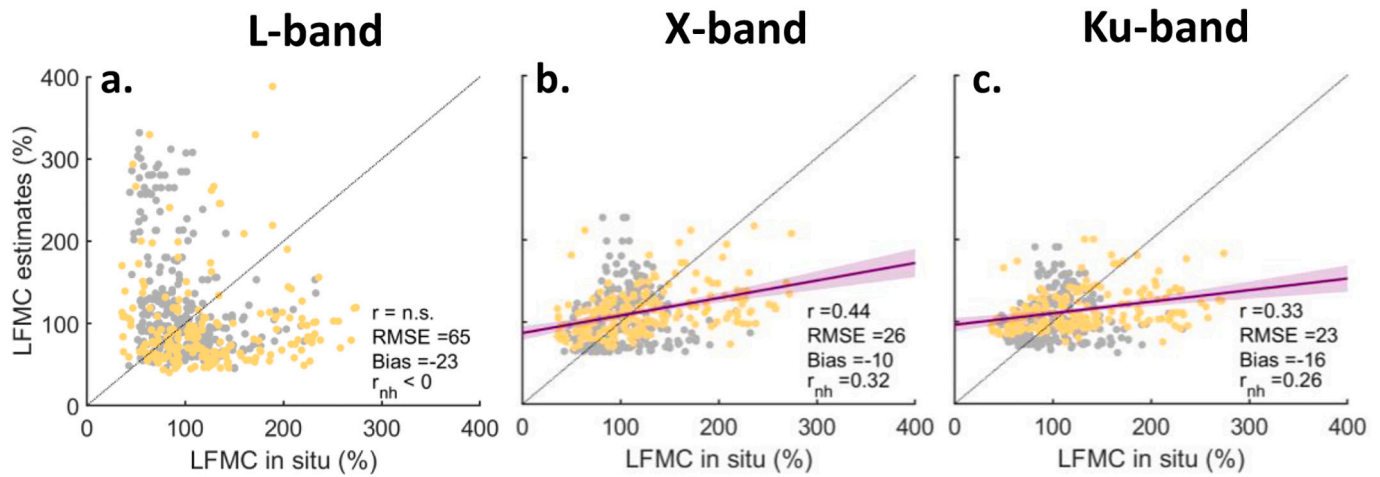 L-band
X-band
Ku-band
a.
b.
c.
LFMC estimates (%)
400
300
200
100
0
r = n.s.
RMSE =65
Bias =-23
rnh < 0
r =0.44
RMSE =26
Bias =-10
rnh =0.32
r =0.33
RMSE =23
Bias =-16
rnh =0.26
0 100 200 300 400
0 100 200 300 400
0 100 200 300 400
LFMC in situ (%)
LFMC in situ (%)
LFMC in situ (%)